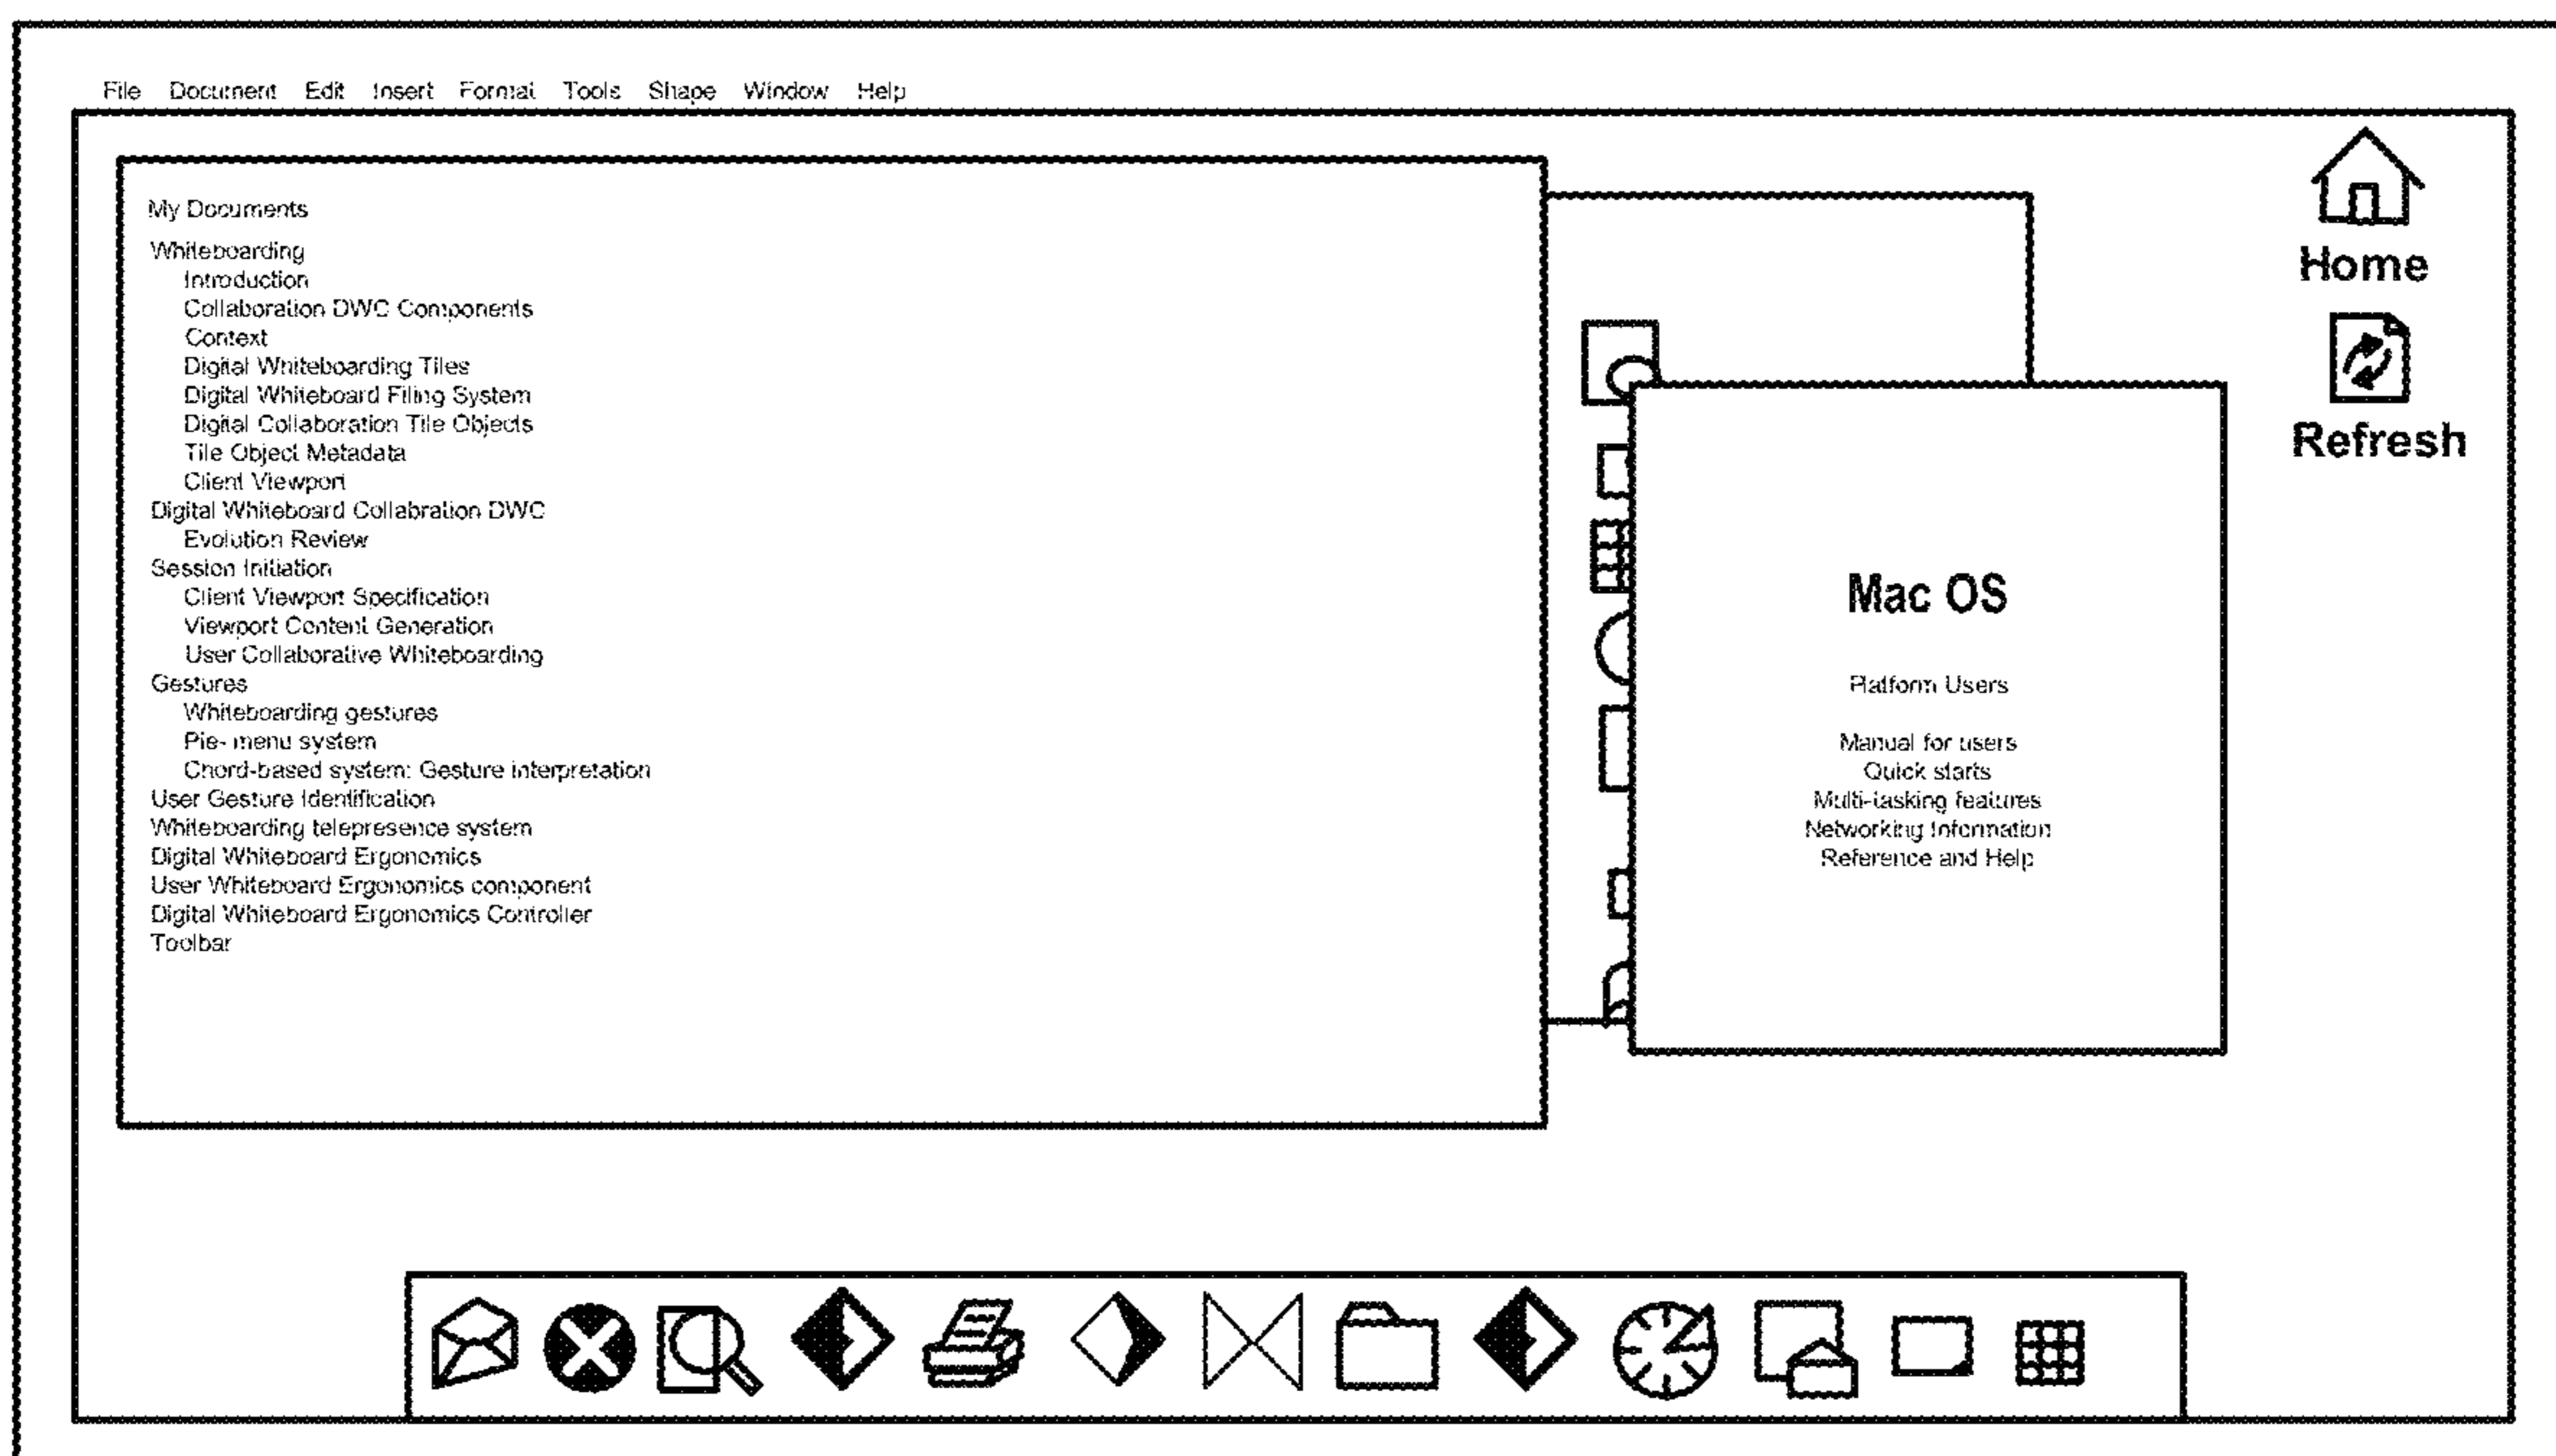 File Document Edit Insert Format Tools Shape Window Help
My Documents
Whiteboarding
Introduction
Collaboration DWC Components
Context
Digital Whiteboarding Tiles
Digital Whiteboard Filing System
Digital Collaboration Tile Objects
Tile Object Metadata
Client Viewport
Digital Whiteboard Collabration DWC
Evolution Review
Session Initiation
Client Viewport Specification
Viewport Content Generation
User Collaborative Whiteboarding
Gestures
Whiteboarding gestures
Pie- menu system
Chord-based system: Gesture interpretation
User Gesture Identification
Whiteboarding telepresence system
Digital Whiteboard Ergonomics
User Whiteboard Ergonomics component
Digital Whiteboard Ergonomics Controller
Toolbar
Mac OS
Platform Users
Manual for users
Quick starts
Multi-tasking features
Networking Information
Reference and Help
Home
Refresh